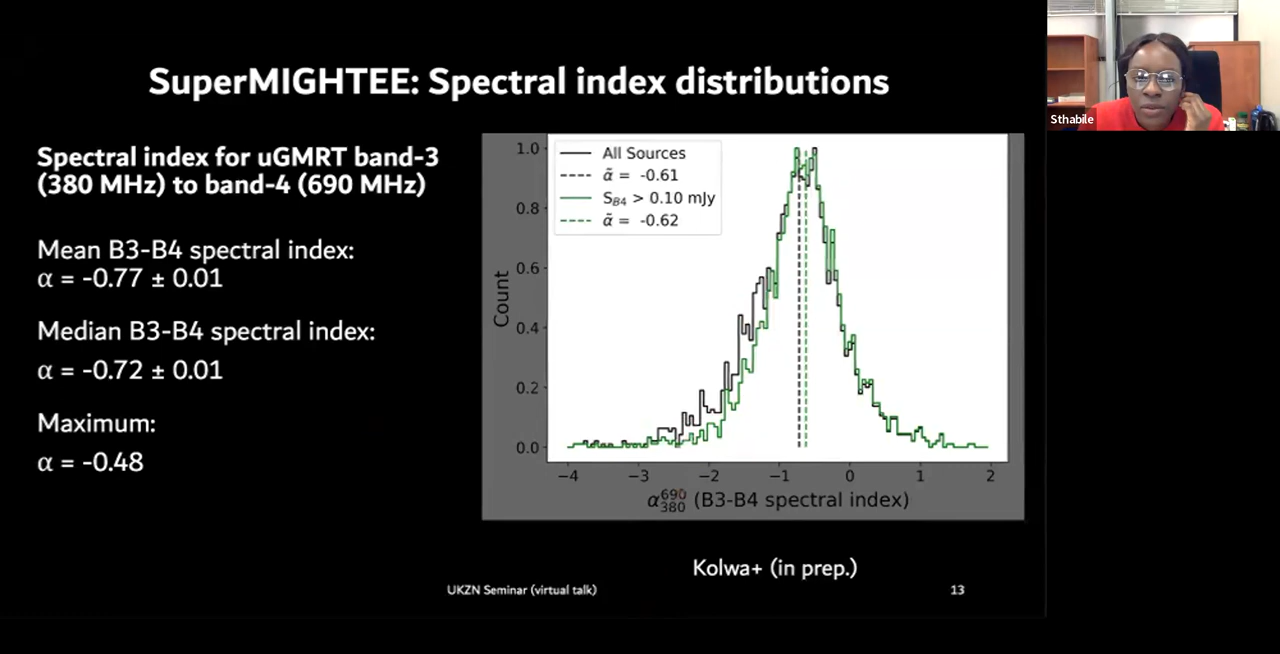 SuperMIGHTEE: Spectral index distributions
Sthabile
Spectral index for uGMRT band-3
(380 MHz) to band-4 (690 MHz)
Mean B3-B4 spectral index:
α = -0.77 ± 0.01
Median B3-B4 spectral index:
α = -0.72 ± 0.01
Maximum:
α = -0.48
All Sources
α̃ = -0.61
S_B4 > 0.10 mJy
α̃ = -0.62
Count
1.0
0.8
0.6
0.4
0.2
0.0
−4 −3 −2 −1 0 1 2
α^690_380 (B3-B4 spectral index)
Kolwa+ (in prep.)
UKZN Seminar (virtual talk)
13